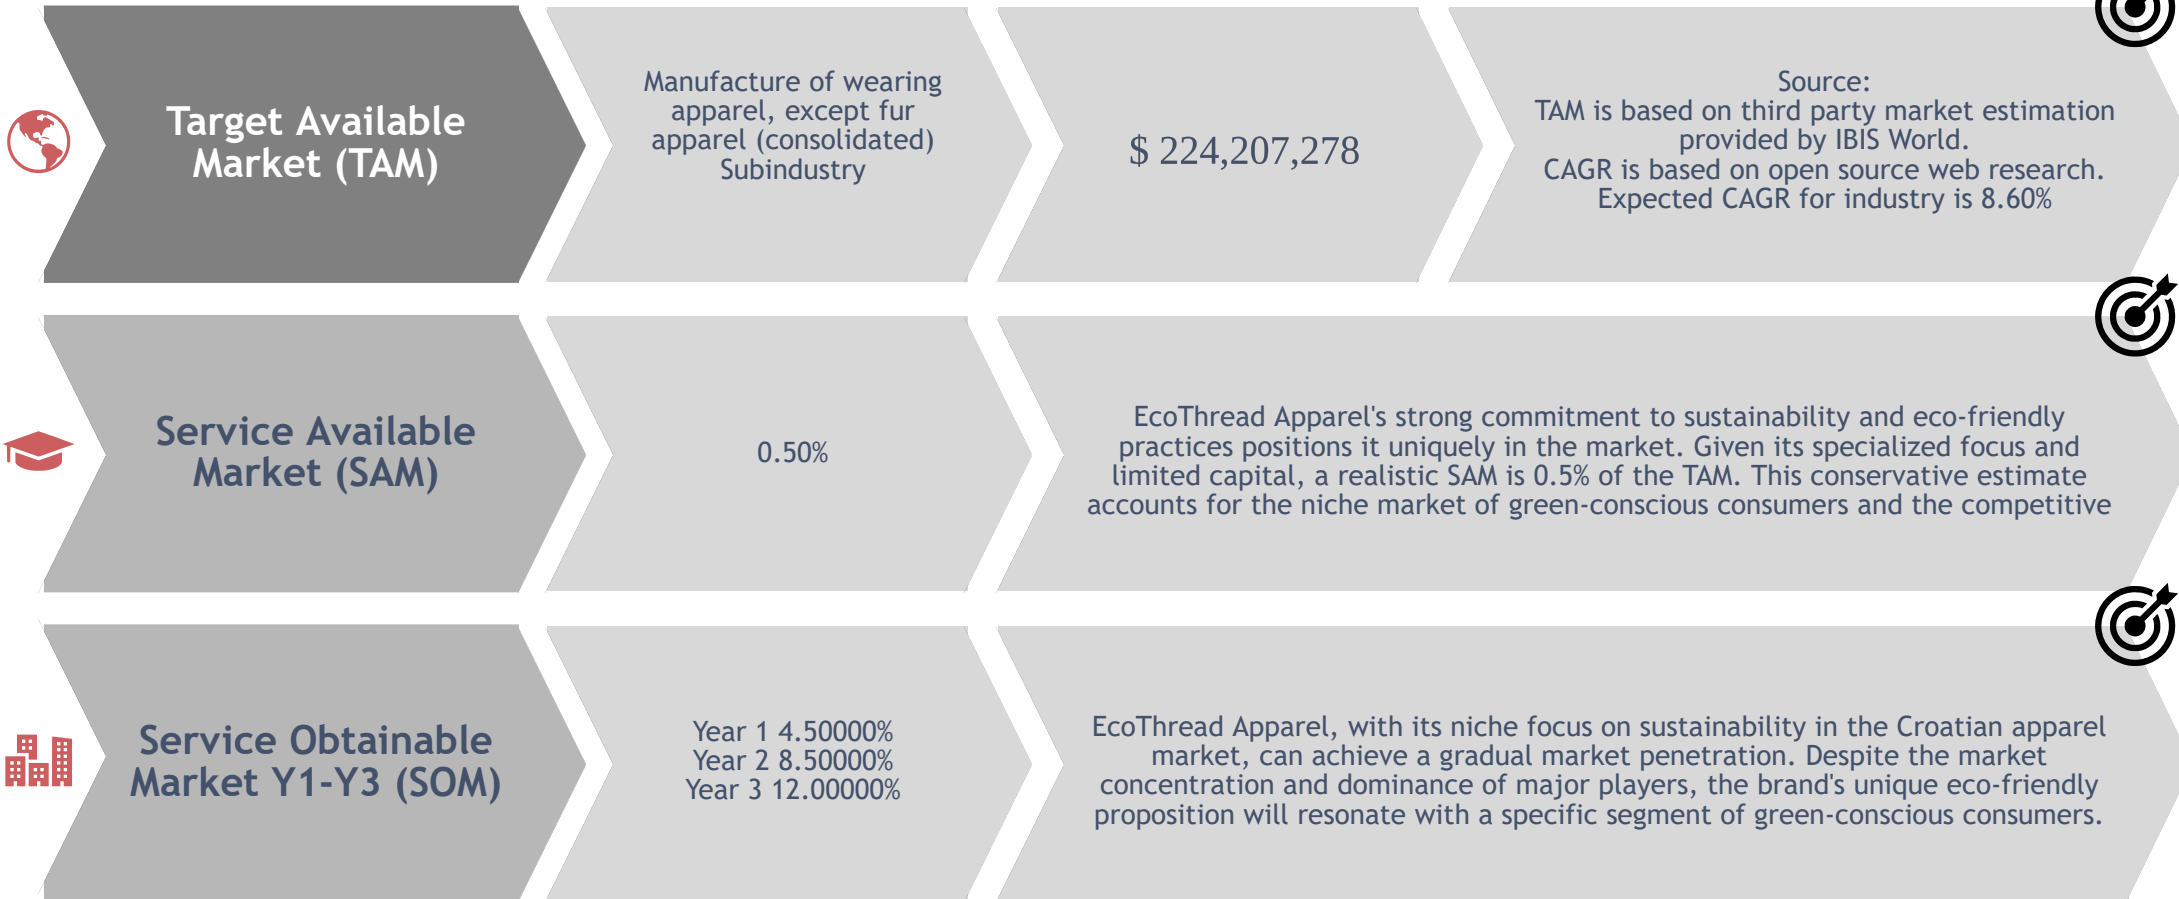 Target Available
Market (TAM)
Manufacture of wearing
apparel, except fur
apparel (consolidated)
Subindustry
$ 224,207,278
Source:
TAM is based on third party market estimation
provided by IBIS World.
CAGR is based on open source web research.
Expected CAGR for industry is 8.60%
Service Available
Market (SAM)
0.50%
EcoThread Apparel's strong commitment to sustainability and eco-friendly
practices positions it uniquely in the market. Given its specialized focus and
limited capital, a realistic SAM is 0.5% of the TAM. This conservative estimate
accounts for the niche market of green-conscious consumers and the competitive
Service Obtainable
Market Y1-Y3 (SOM)
Year 1 4.50000%
Year 2 8.50000%
Year 3 12.00000%
EcoThread Apparel, with its niche focus on sustainability in the Croatian apparel
market, can achieve a gradual market penetration. Despite the market
concentration and dominance of major players, the brand's unique eco-friendly
proposition will resonate with a specific segment of green-conscious consumers.